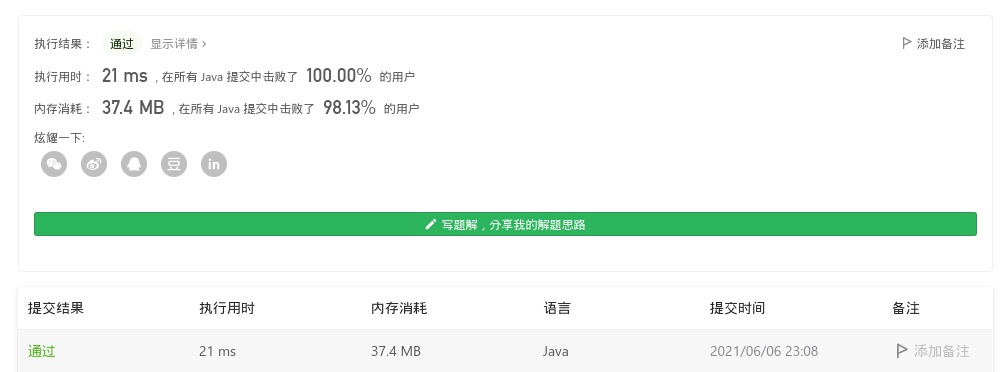 执行结果： 通过 显示详情 › 添加备注
执行用时： 21 ms , 在所有 Java 提交中击败了 100.00% 的用户
内存消耗： 37.4 MB , 在所有 Java 提交中击败了 98.13% 的用户
炫耀一下:
写题解，分享我的解题思路
提交结果 执行用时 内存消耗 语言 提交时间 备注
通过 21 ms 37.4 MB Java 2021/06/06 23:08 添加备注